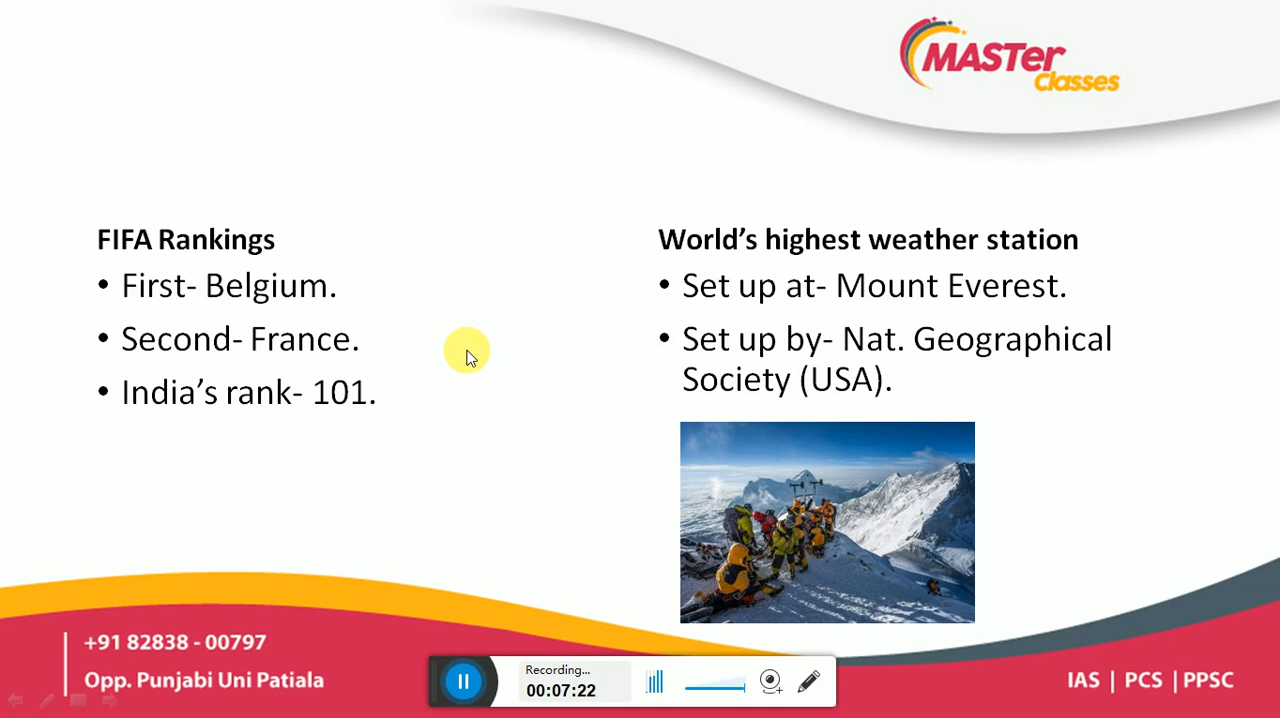 MASTer
Classes
FIFA Rankings
• First- Belgium.
• Second- France.
• India’s rank- 101.
World’s highest weather station
• Set up at- Mount Everest.
• Set up by- Nat. Geographical
Society (USA).
+91 82838 - 00797
Opp. Punjabi Uni Patiala
Recording...
00:07:22
IAS | PCS | PPSC